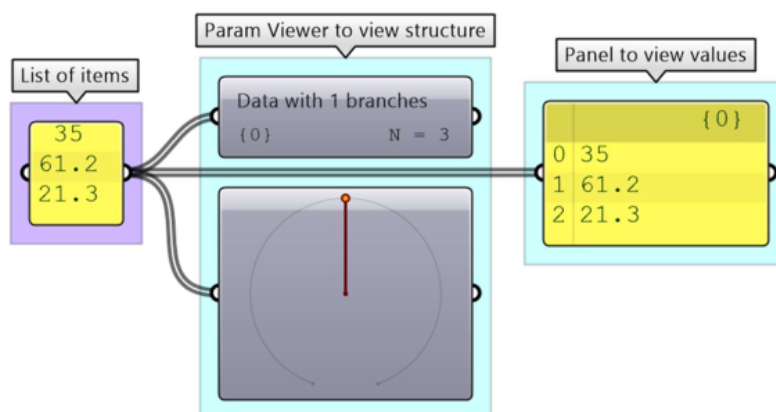 List of items
35
61.2
21.3
Param Viewer to view structure
Data with 1 branches
{0} N = 3
Panel to view values
{0}
0 35
1 61.2
2 21.3